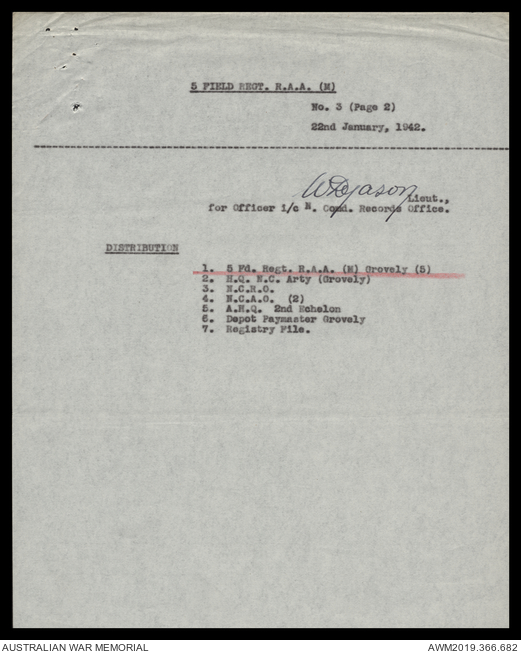 5 FIELD REGT. R.A.A. (M)
No. 3 (Page 2)
22nd January, 1942.
Lieut.,
for Officer i/c N. Comd. Records Office.
DISTRIBUTION
1. 5 Fd. Regt. R.A.A. (M) Grovely (5)
2. H.Q. N.C. Arty (Grovely)
3. N.C.R.O.
4. N.C.A.O. (2)
5. A.H.Q. 2nd Echelon
6. Depot Paymaster Grovely
7. Registry File.
AUSTRALIAN WAR MEMORIAL
AWM2019.366.682